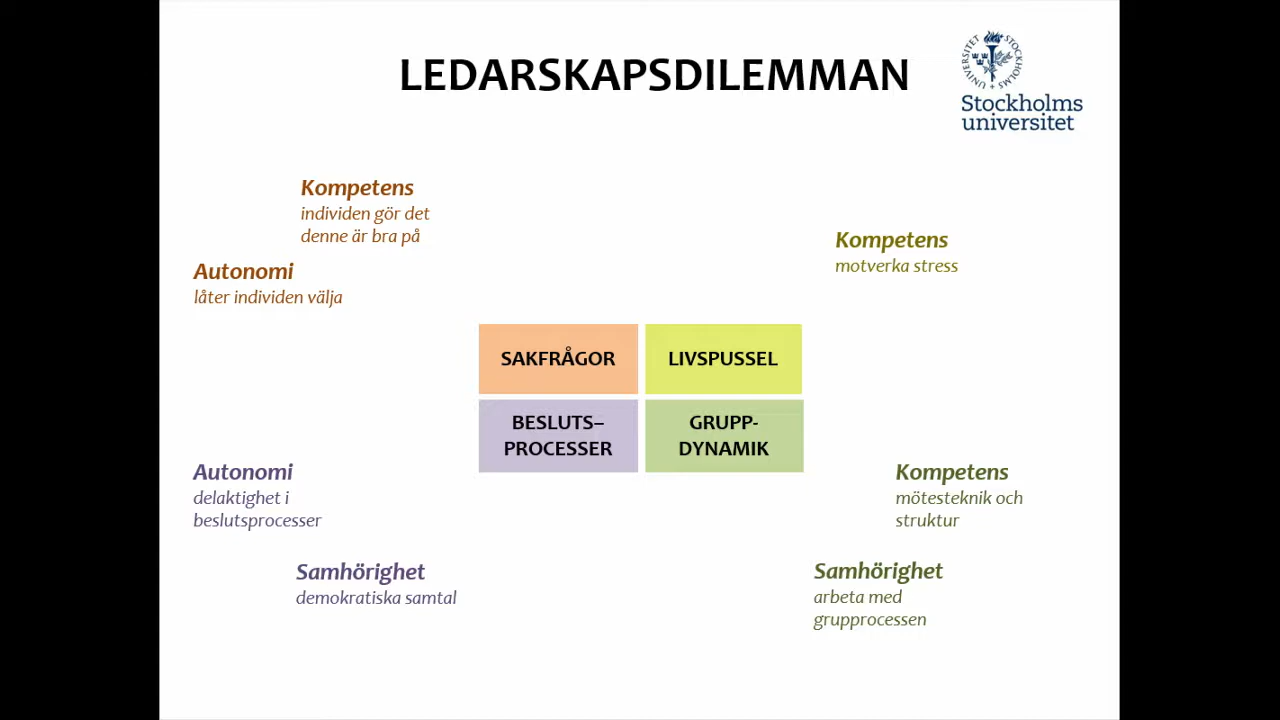 LEDARSKAPSDILEMMAN
UNIVERSITET STOCKHOLMS
Stockholms
universitet
Kompetens
individen gör det
denne är bra på
Autonomi
låter individen välja
Kompetens
motverka stress
SAKFRÅGOR
LIVSPUSSEL
BESLUTS–
PROCESSER
GRUPP-
DYNAMIK
Autonomi
delaktighet i
beslutsprocesser
Samhörighet
demokratiska samtal
Kompetens
mötesteknik och
struktur
Samhörighet
arbeta med
grupprocessen